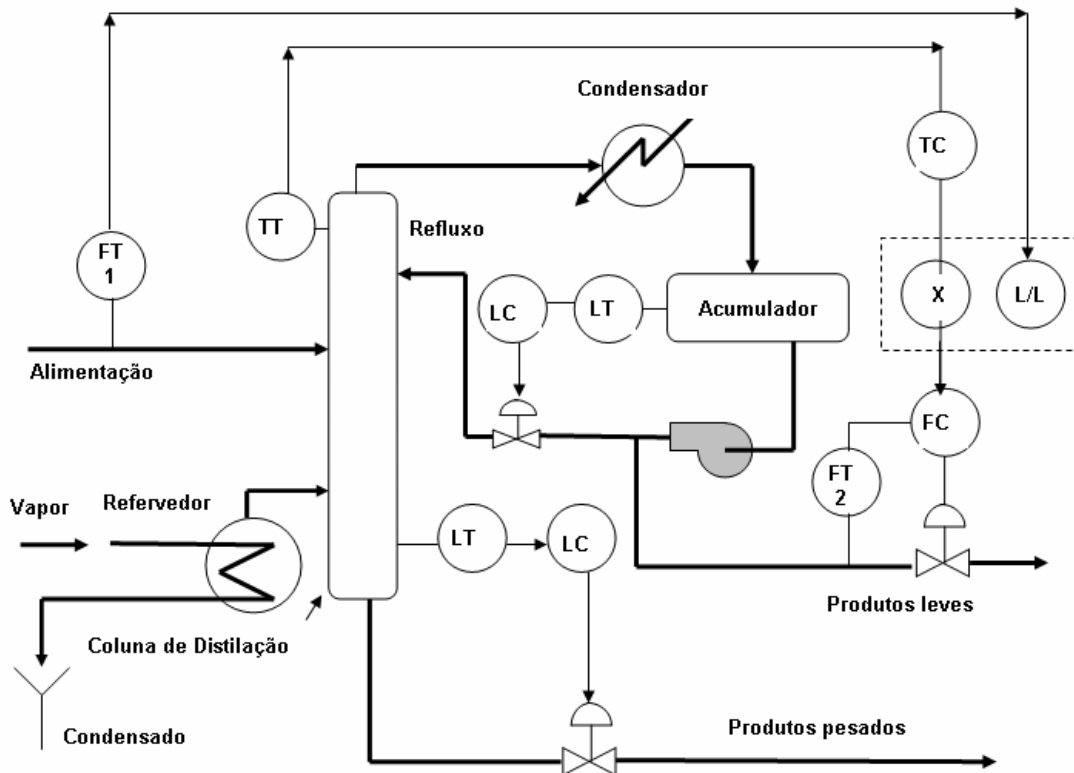 Condensador
TC
TT
Refluxo
FT
1
X
L/L
LC
LT
Acumulador
Alimentação
FC
FT
2
Vapor
Refervedor
LT
LC
Produtos leves
Coluna de Distilação
Condensado
Produtos pesados